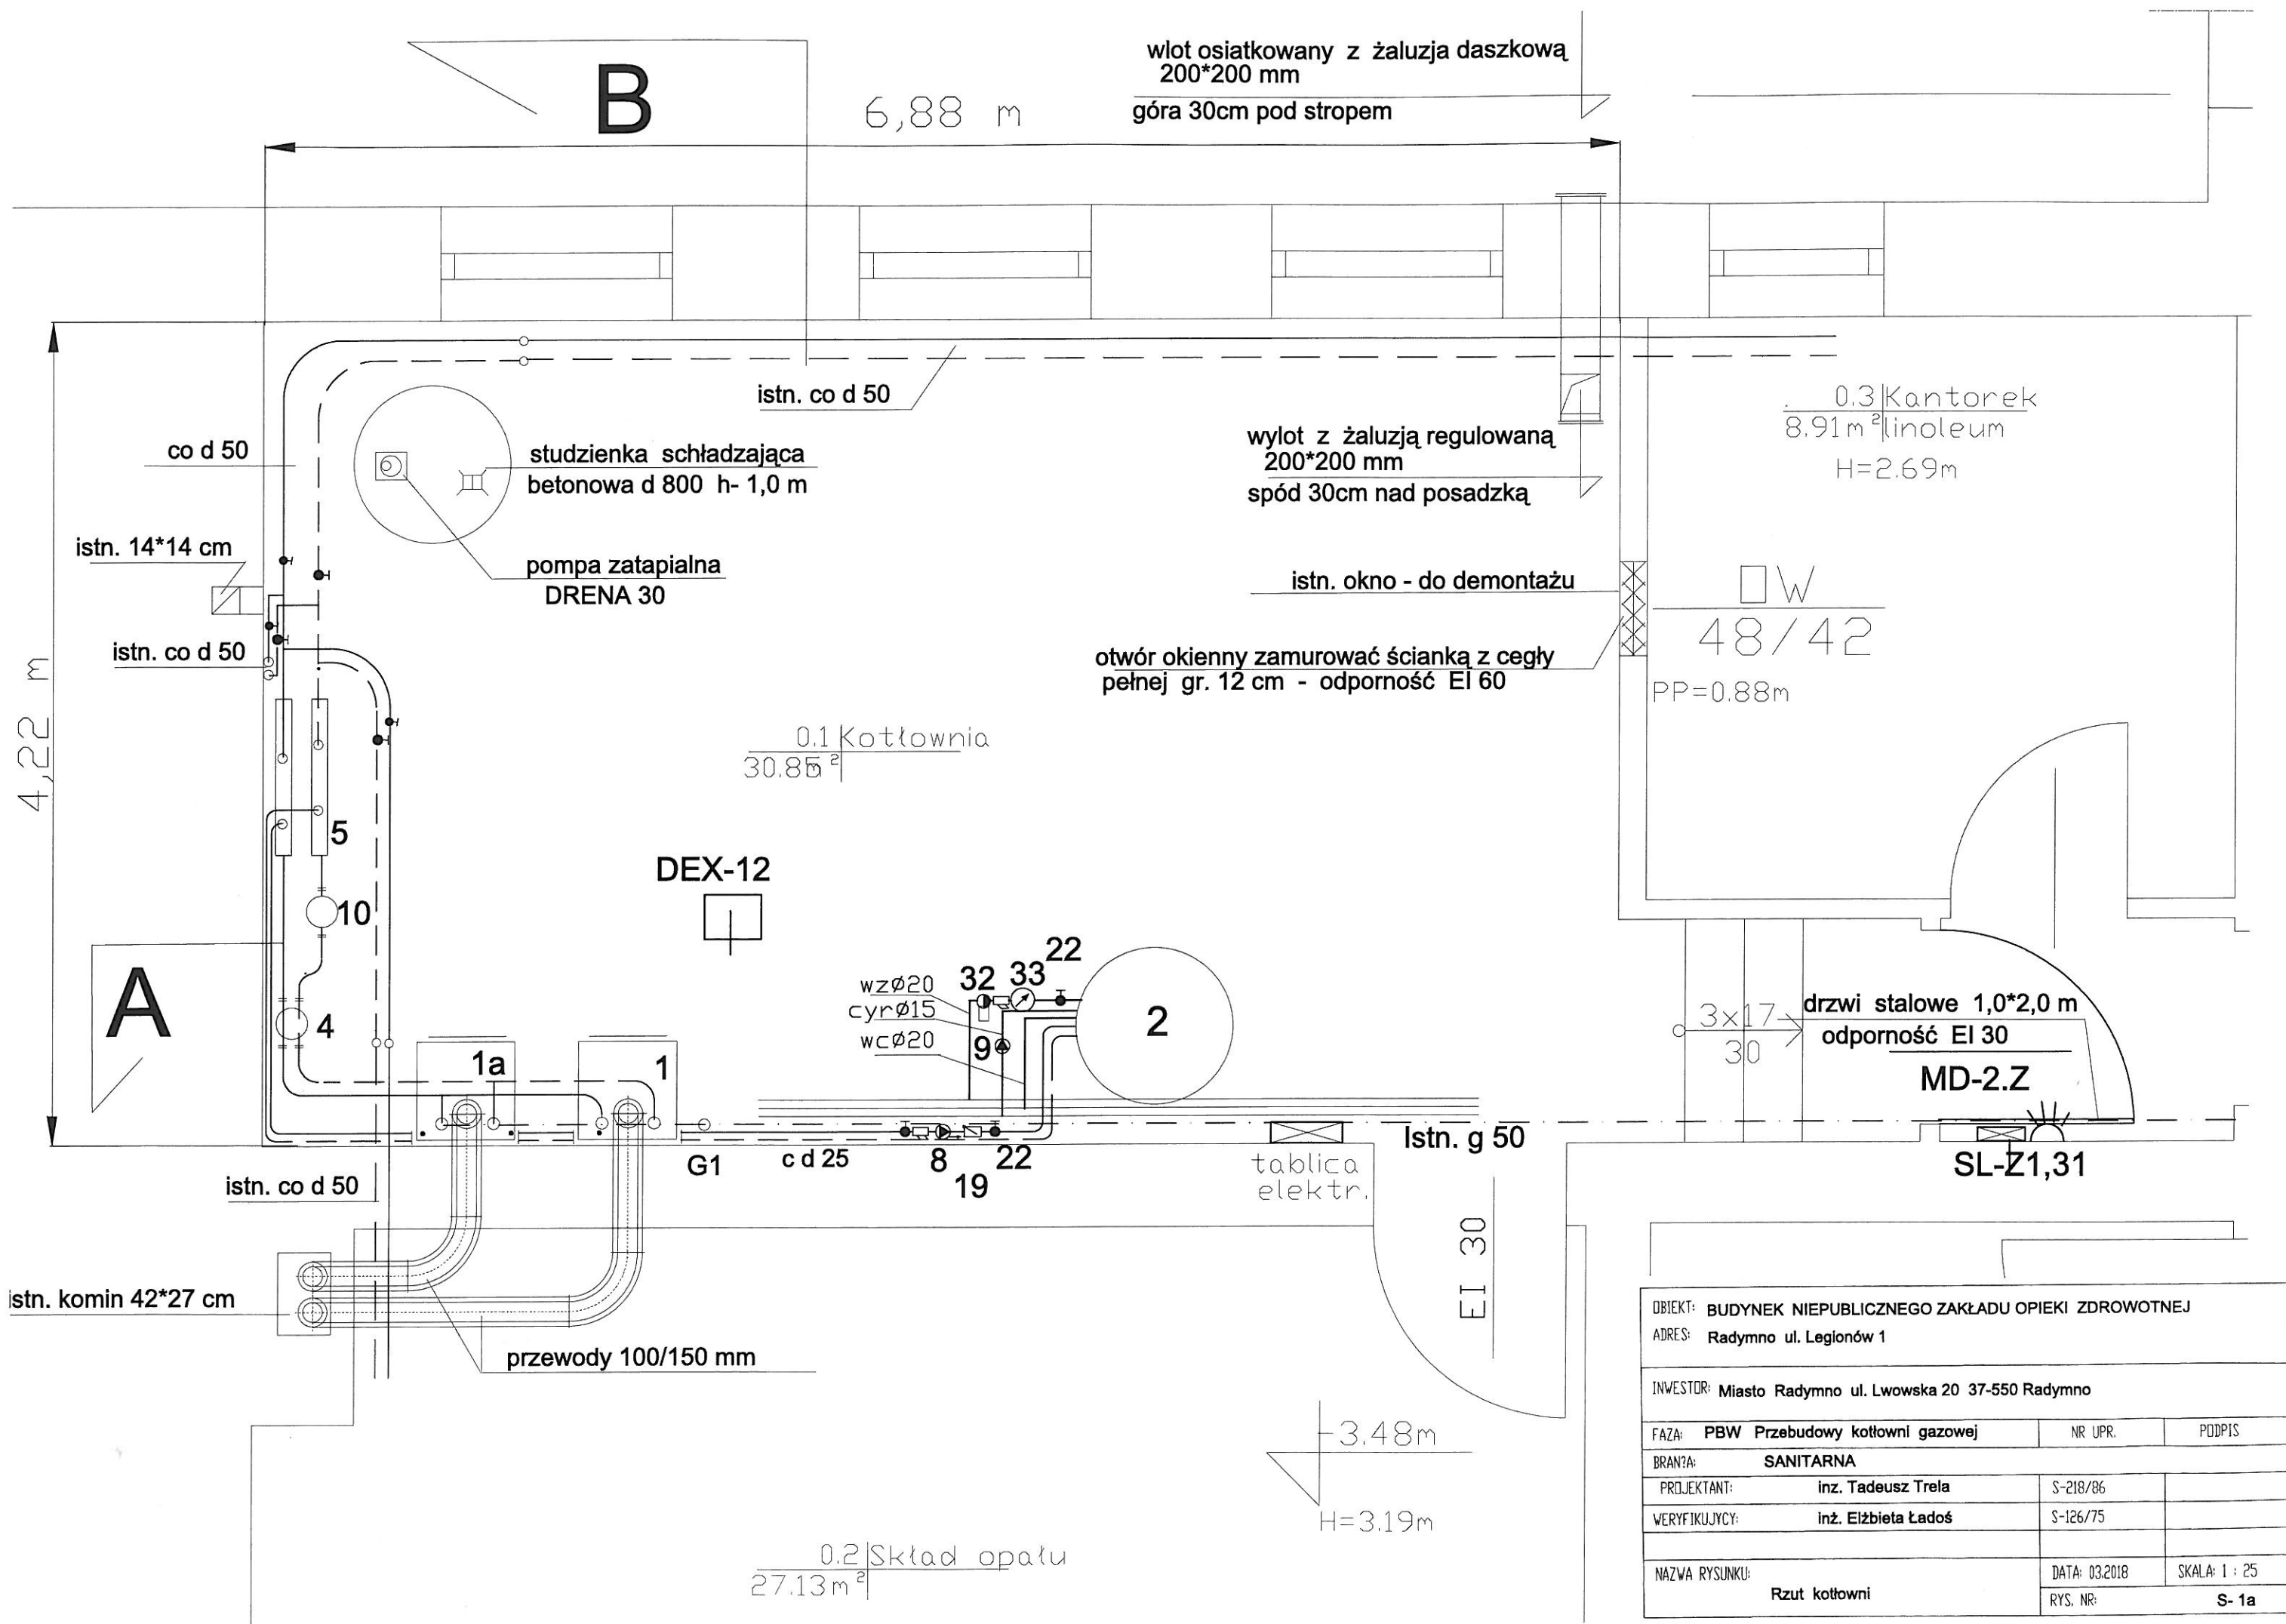 B
6,88 m
wlot osiatkowany z żaluzja daszkową
200*200 mm
góra 30cm pod stropem
istn. co d 50
co d 50
studzienka schładzająca
betonowa d 800 h- 1,0 m
wylot z żaluzją regulowaną
200*200 mm
spód 30cm nad posadzką
0.3 Kantorek
8.91m² linoleum
H=2.69m
istn. 14*14 cm
pompa zatapialna
DRENA 30
istn. okno - do demontażu
OW
48/42
PP=0.88m
istn. co d 50
otwór okienny zamurować ścianką z cegły
pełnej gr. 12 cm - odporność EI 60
4,22 m
0.1 Kotłownia
5
DEX-12
10
A
4
1a
1
wzø20
cyrø15
wcø20
32
33
22
9
2
3x17
30
drzwi stalowe 1,0*2,0 m
odporność EI 30
MD-2.Z
G1
c d 25
8
22
19
tablica
elektr.
Istn. g 50
SL-Z1,31
istn. co d 50
EI 30
istn. komin 42*27 cm
przewody 100/150 mm
-3.48m
H=3.19m
0.2 Skład opału
27.13m²
OBIEKT: BUDYNEK NIEPUBLICZNEGO ZAKŁADU OPIEKI ZDROWOTNEJ
ADRES: Radymno ul. Legionów 1
INWESTOR: Miasto Radymno ul. Lwowska 20 37-550 Radymno
FAZA: PBW Przebudowy kotłowni gazowej NR UPR. PODPIS
BRAN?A: SANITARNA
PROJEKTANT: inz. Tadeusz Trela S-218/86
WERYFIKUJYCY: inż. Elżbieta Ładoś S-126/75
NAZWA RYSUNKU: DATA: 03.2018 SKALA: 1 : 25
Rzut kotłowni RYS. NR: S- 1a